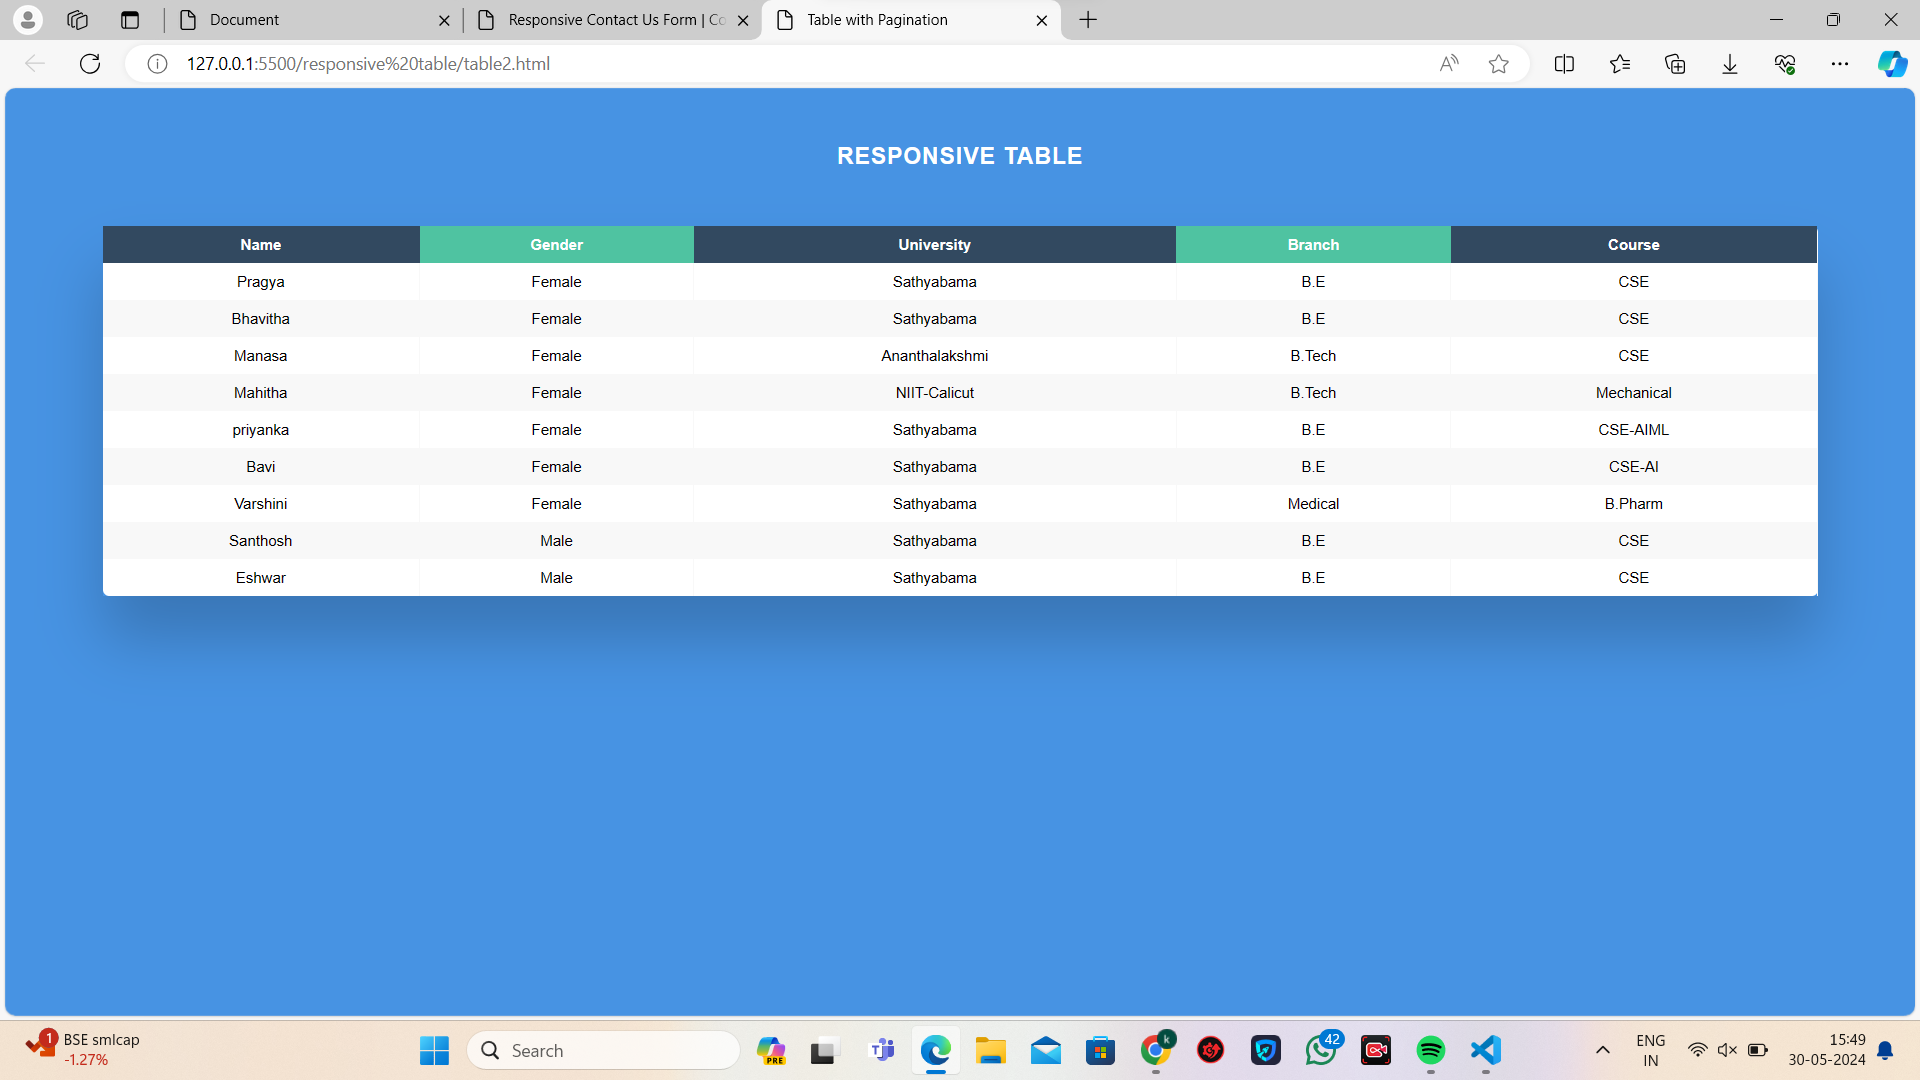 Document
Responsive Contact Us Form | Co
Table with Pagination
127.0.0.1:5500/responsive%20table/table2.html
RESPONSIVE TABLE
Name Gender University Branch Course
Pragya Female Sathyabama B.E CSE
Bhavitha Female Sathyabama B.E CSE
Manasa Female Ananthalakshmi B.Tech CSE
Mahitha Female NIIT-Calicut B.Tech Mechanical
priyanka Female Sathyabama B.E CSE-AIML
Bavi Female Sathyabama B.E CSE-AI
Varshini Female Sathyabama Medical B.Pharm
Santhosh Male Sathyabama B.E CSE
Eshwar Male Sathyabama B.E CSE
1
BSE smlcap
-1.27%
Search
PRE
k
42
ENG
IN
15:49
30-05-2024